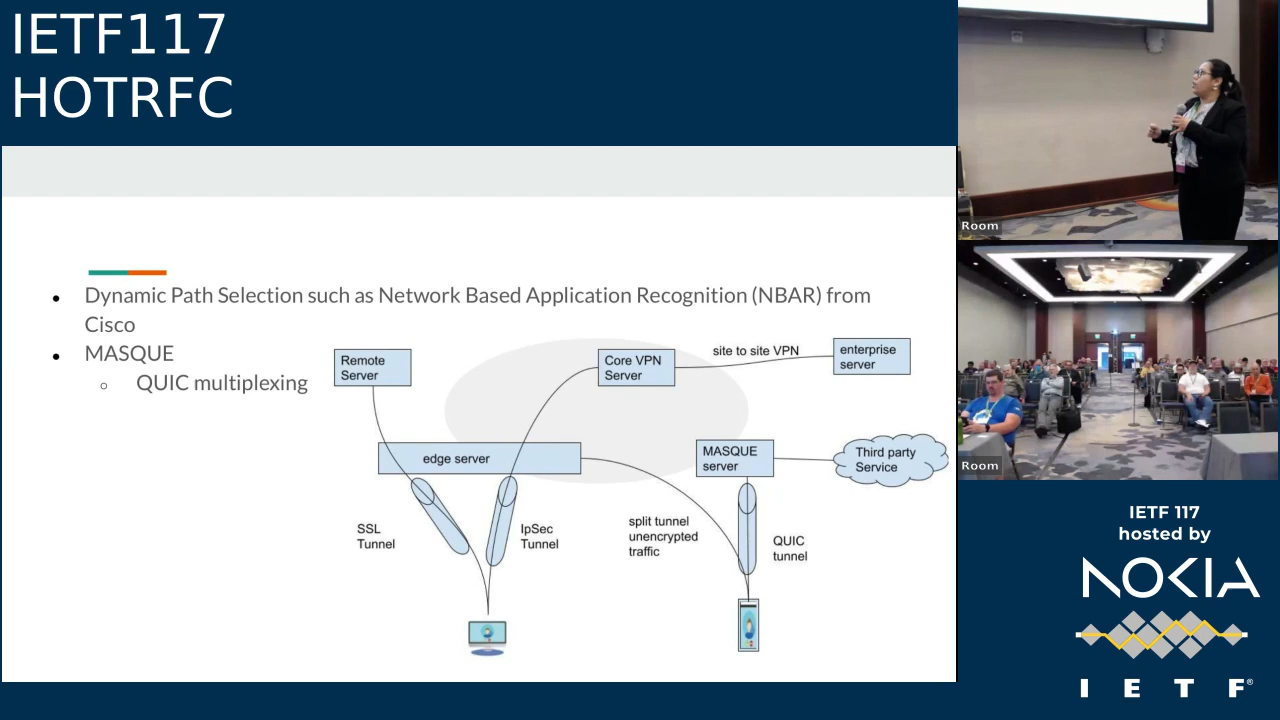 IETF117
HOTRFC
Dynamic Path Selection such as Network Based Application Recognition (NBAR) from
Cisco
MASQUE
QUIC multiplexing
Remote
Server
Core VPN
Server
site to site VPN
enterprise
server
edge server
MASQUE
server
Third party
Service
SSL
Tunnel
IpSec
Tunnel
split tunnel
unencrypted
traffic
QUIC
tunnel
Room
Room
IETF 117
hosted by
NOKIA
I E T F®